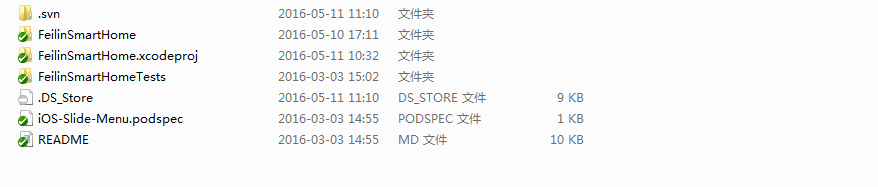 .svn 2016-05-11 11:10 文件夹
FeilinSmartHome 2016-05-10 17:11 文件夹
FeilinSmartHome.xcodeproj 2016-05-11 10:32 文件夹
FeilinSmartHomeTests 2016-03-03 15:02 文件夹
.DS_Store 2016-05-11 11:10 DS_STORE 文件 9 KB
iOS-Slide-Menu.podspec 2016-03-03 14:55 PODSPEC 文件 1 KB
README 2016-03-03 14:55 MD 文件 10 KB